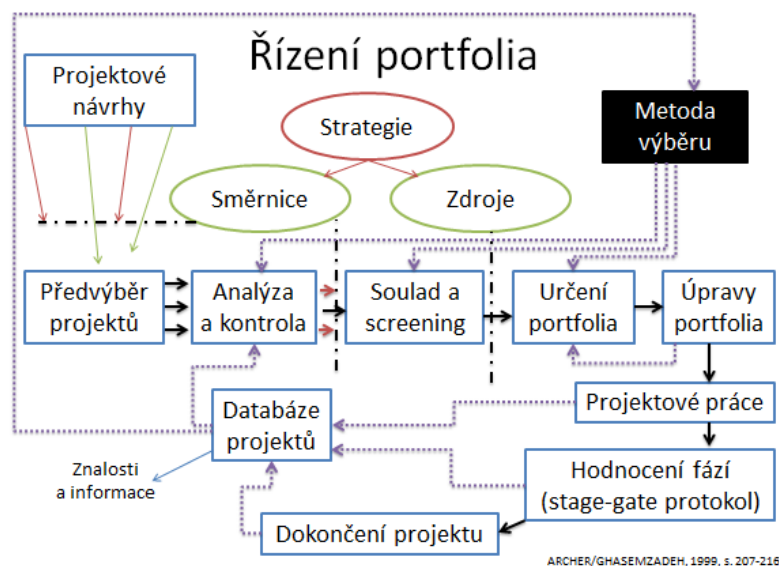 Řízení portfolia
Projektové
návrhy
Strategie
Metoda
výběru
Směrnice
Zdroje
Předvýběr
projektů
Analýza
a kontrola
Soulad a
screening
Určení
portfolia
Úpravy
portfolia
Databáze
projektů
Projektové práce
Znalosti
a informace
Hodnocení fází
(stage-gate protokol)
Dokončení projektu
ARCHER/GHASEMZADEH, 1999, s. 207-216